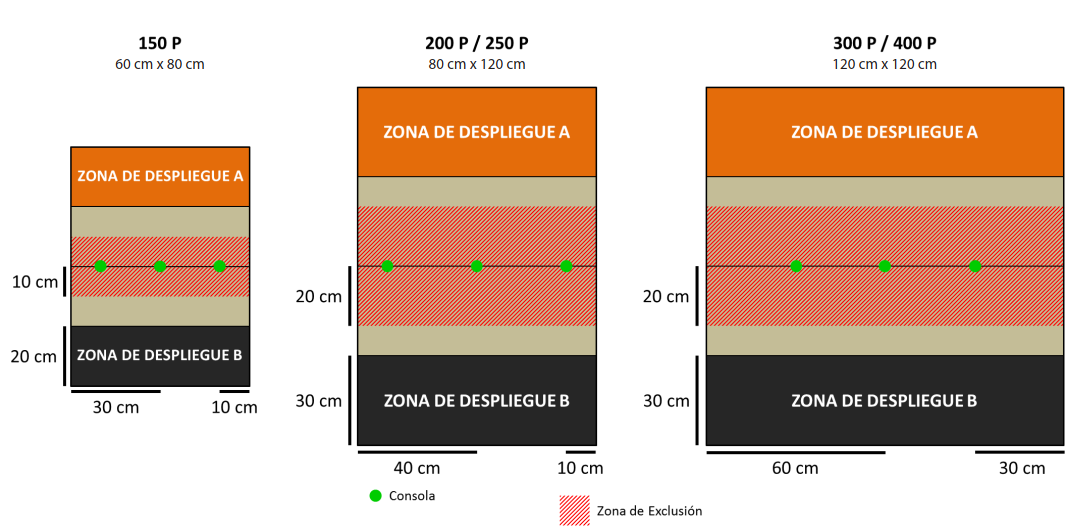 150 P
60 cm x 80 cm
ZONA DE DESPLIEGUE A
10 cm
20 cm
ZONA DE DESPLIEGUE B
30 cm
10 cm
200 P / 250 P
80 cm x 120 cm
ZONA DE DESPLIEGUE A
20 cm
30 cm
ZONA DE DESPLIEGUE B
40 cm
10 cm
300 P / 400 P
120 cm x 120 cm
ZONA DE DESPLIEGUE A
20 cm
30 cm
ZONA DE DESPLIEGUE B
60 cm
30 cm
Consola
Zona de Exclusión